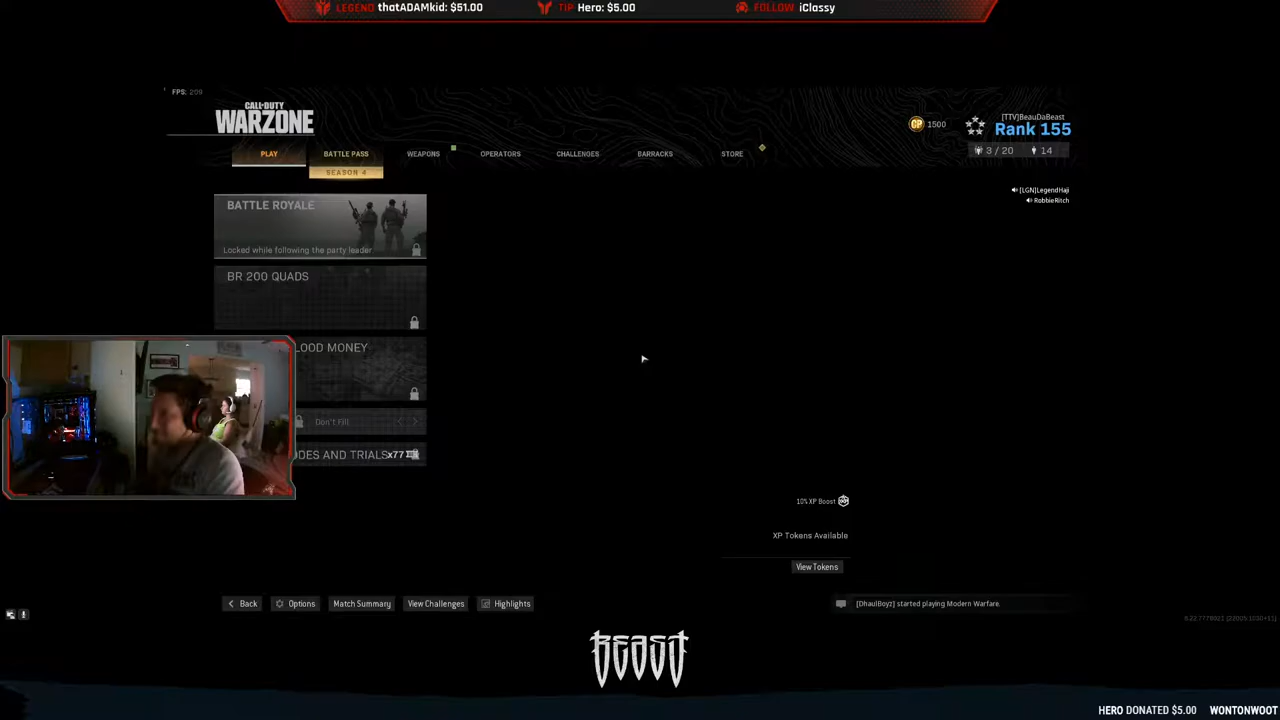 LEGEND thatADAMkid: $51.00
TIP Hero: $5.00
FOLLOW iClassy
FPS: 209
CALL·DUTY
WARZONE
CP 1500
[TTV]BeauDaBeast
Rank 155
3 / 20
14
PLAY
BATTLE PASS
WEAPONS
OPERATORS
CHALLENGES
BARRACKS
STORE
SEASON 4
[LGN]LegendHaji
RobbieRitch
BATTLE ROYALE
Locked while following the party leader
BR 200 QUADS
LOOD MONEY
Don't Fill
ODES AND TRIALS x77
10% XP Boost
XP Tokens Available
View Tokens
Back
Options
Match Summary
View Challenges
Highlights
[DhaulBoyz] started playing Modern Warfare.
BEAST
HERO DONATED $5.00 WONTONWOOT